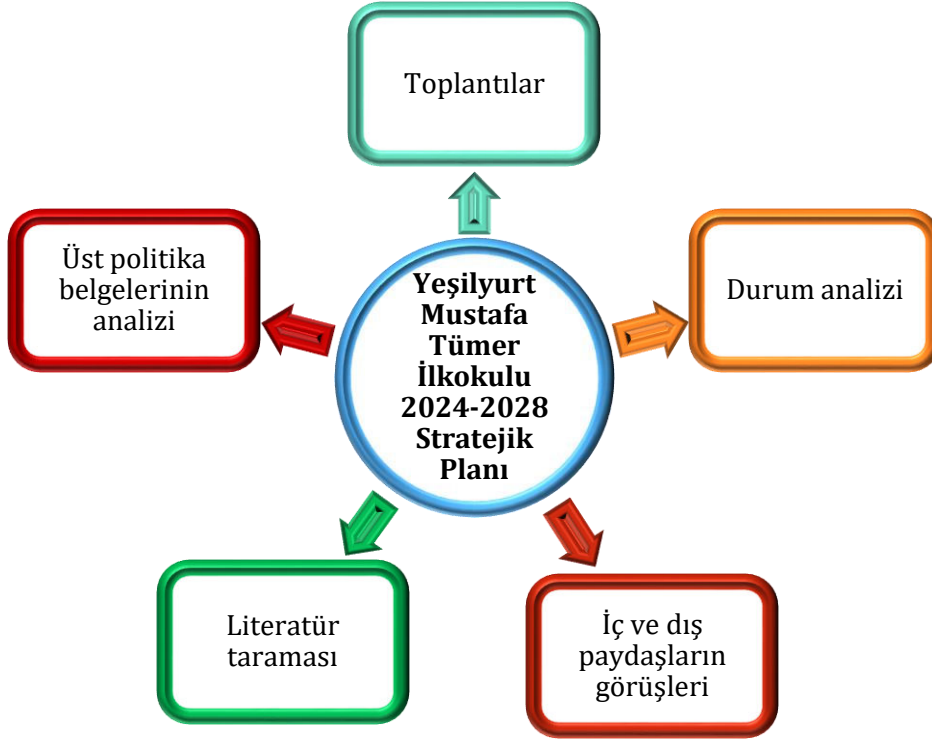 Toplantılar
Üst politika
belgelerinin
analizi
Yeşilyurt
Mustafa
Tümer
İlkokulu
2024-2028
Stratejik
Planı
Durum analizi
Literatür
taraması
İç ve dış
paydaşların
görüşleri